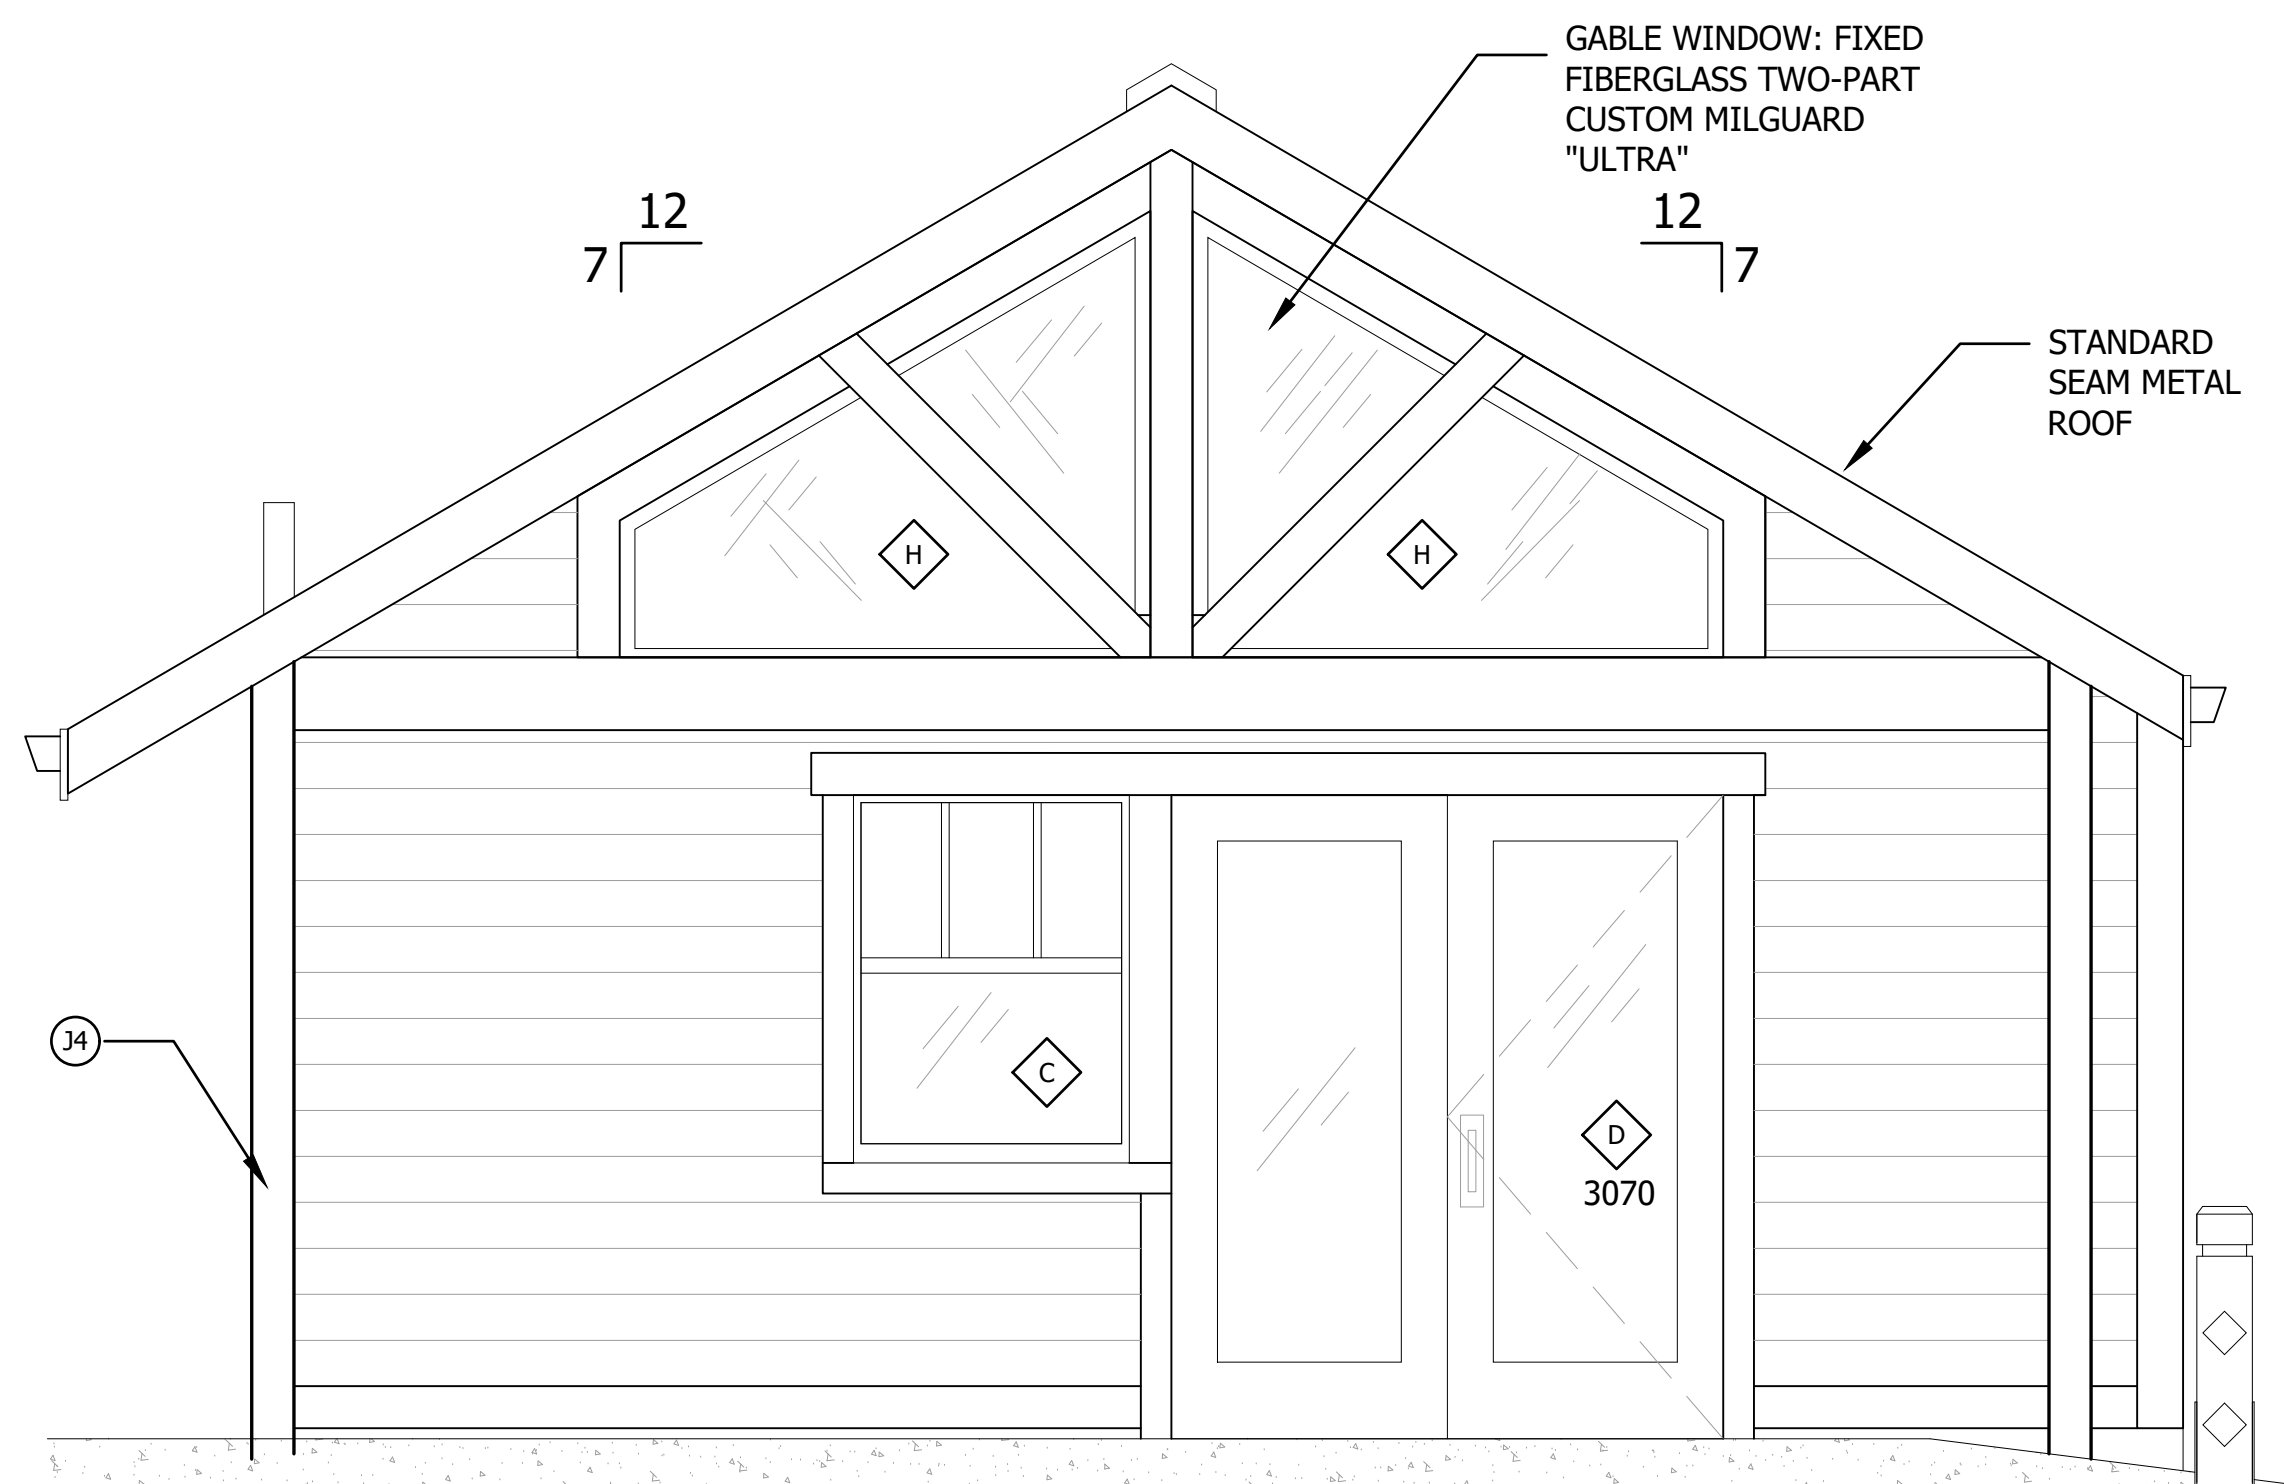 GABLE WINDOW: FIXED
FIBERGLASS TWO-PART
CUSTOM MILGUARD
"ULTRA"
12
7
12
7
STANDARD
SEAM METAL
ROOF
H
H
J4
C
D
3070